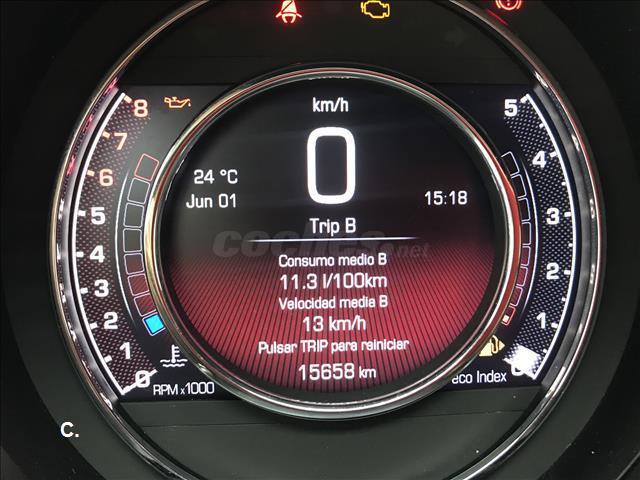 km/h
0
24 °C
Jun 01
15:18
Trip B
coches.net
Consumo medio B
11.3 l/100km
Velocidad media B
13 km/h
Pulsar TRIP para reiniciar
15658 km
8
7
6
5
4
3
2
1
0
RPM x1000
5
4
3
2
1
0
eco Index
C.